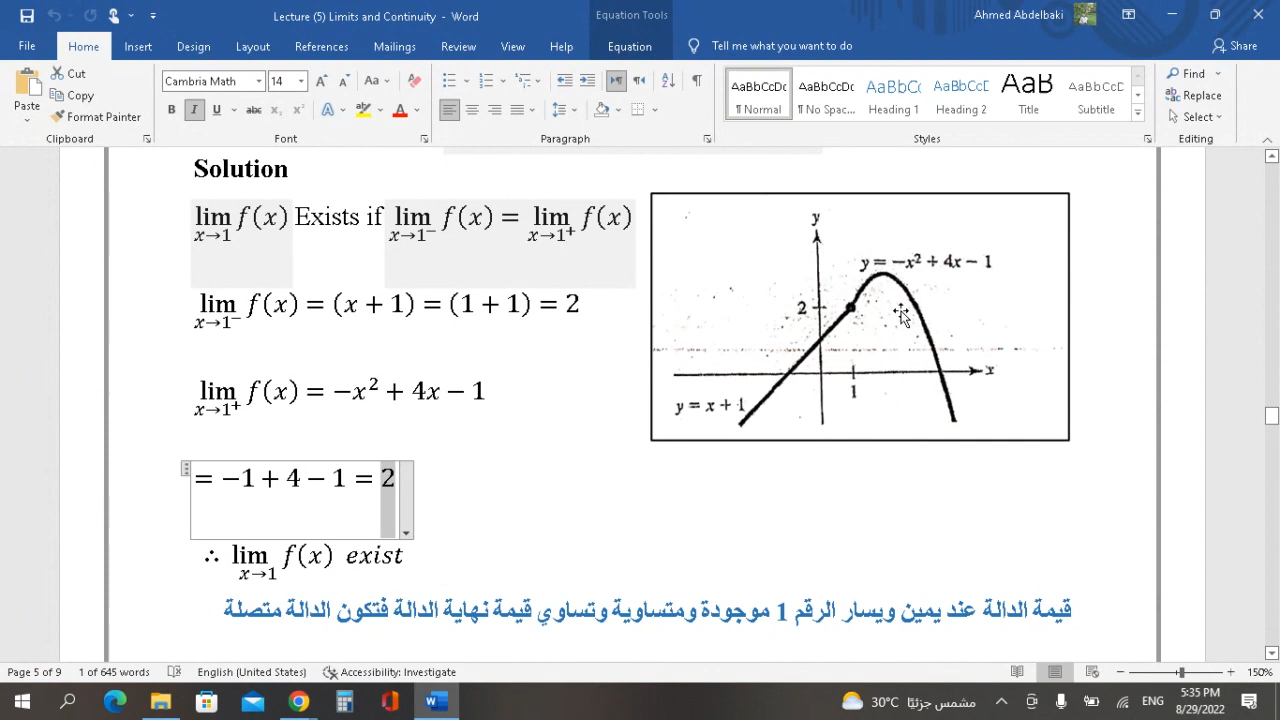 Lecture (5) Limits and Continuity - Word
Equation Tools
Ahmed Abdelbaki
File Home Insert Design Layout References Mailings Review View Help Equation Tell me what you want to do Share
Paste
Cut
Copy
Format Painter
Clipboard
Cambria Math 14
Font
Paragraph
AaBbCcDc ¶ Normal
AaBbCcDc ¶ No Spac...
AaBbCc Heading 1
AaBbCcD Heading 2
AaB Title
AaBbCcD Subtitle
Styles
Find
Replace
Select
Editing
Solution
lim x→1 f(x) Exists if lim x→1⁻ f(x) = lim x→1⁺ f(x)
lim x→1⁻ f(x) = (x + 1) = (1 + 1) = 2
lim x→1⁺ f(x) = −x² + 4x − 1
= −1 + 4 − 1 = 2
∴ lim x→1 f(x) exist
y
y = −x² + 4x − 1
2
x
1
y = x + 1
قيمة الدالة عند يمين ويسار الرقم 1 موجودة ومتساوية وتساوي قيمة نهاية الدالة فتكون الدالة متصلة
Page 5 of 9 1 of 645 words English (United States) Accessibility: Investigate 150%
30°C مشمس جزئيًا ENG 5:35 PM
8/29/2022